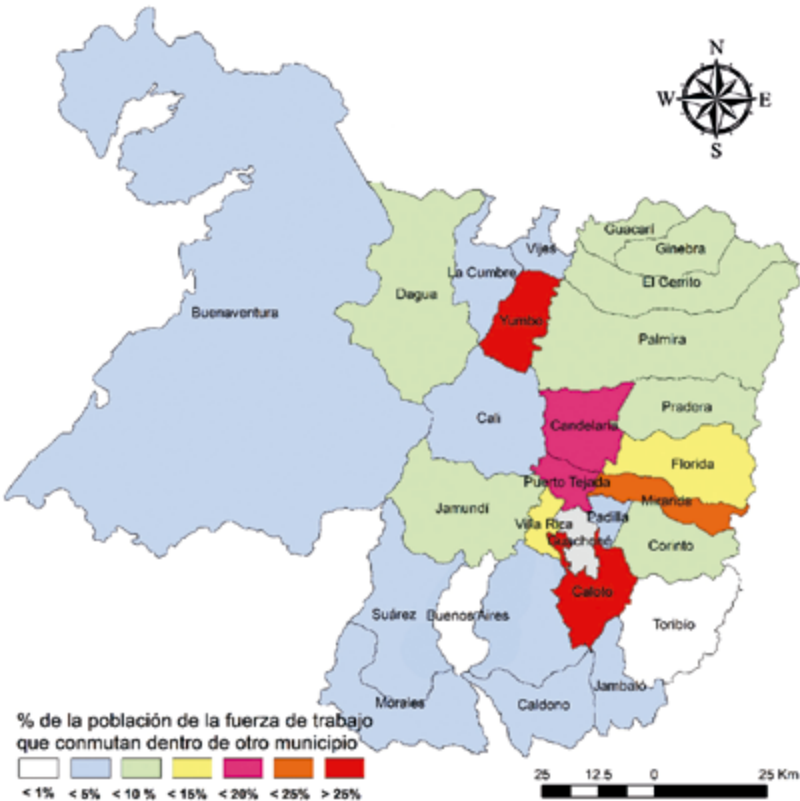 N
W E
S
Guacarí
Ginebra
Vijes
La Cumbre
El Cerrito
Dagua
Buenaventura
Yumbo
Palmira
Pradera
Cali
Candelaria
Florida
Puerto Tejada
Miranda
Jamundí
Padilla
Villa Rica
Guachené
Corinto
Caloto
Suárez
Buenos Aires
Toribio
Jambaló
Morales
Caldono
% de la población de la fuerza de trabajo
que conmutan dentro de otro municipio
< 1% < 5% < 10 % < 15% < 20% < 25% > 25%
25 12.5 0 25 Km